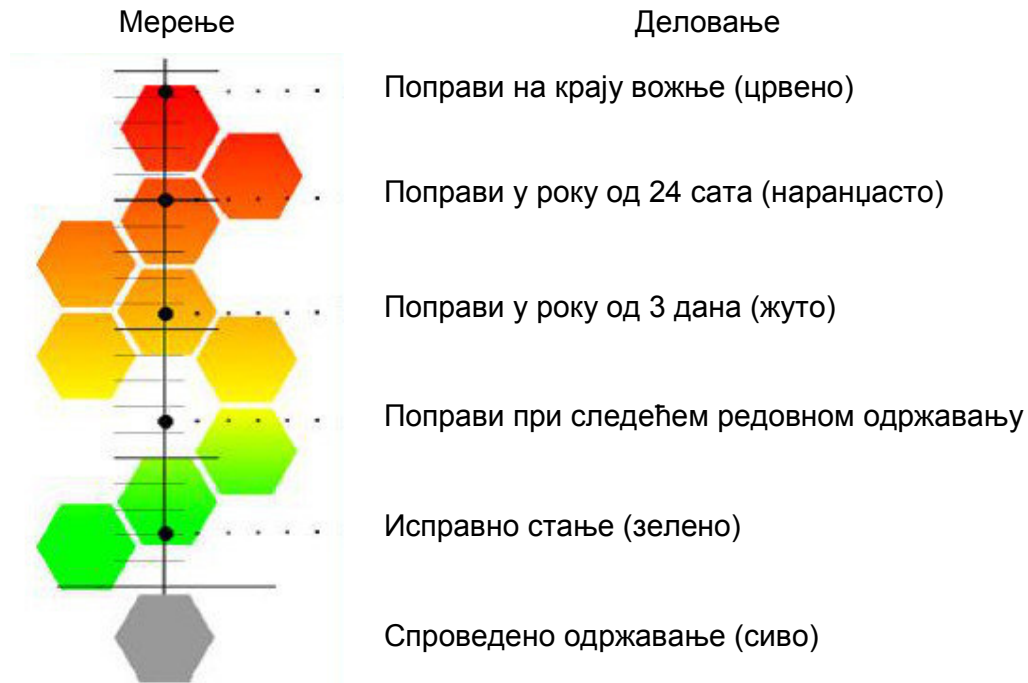 Мерење
Деловање
Поправи на крају вожње (црвено)
Поправи у року од 24 сата (наранџасто)
Поправи у року од 3 дана (жуто)
Поправи при следећем редовном одржавању
Исправно стање (зелено)
Спроведено одржавање (сиво)